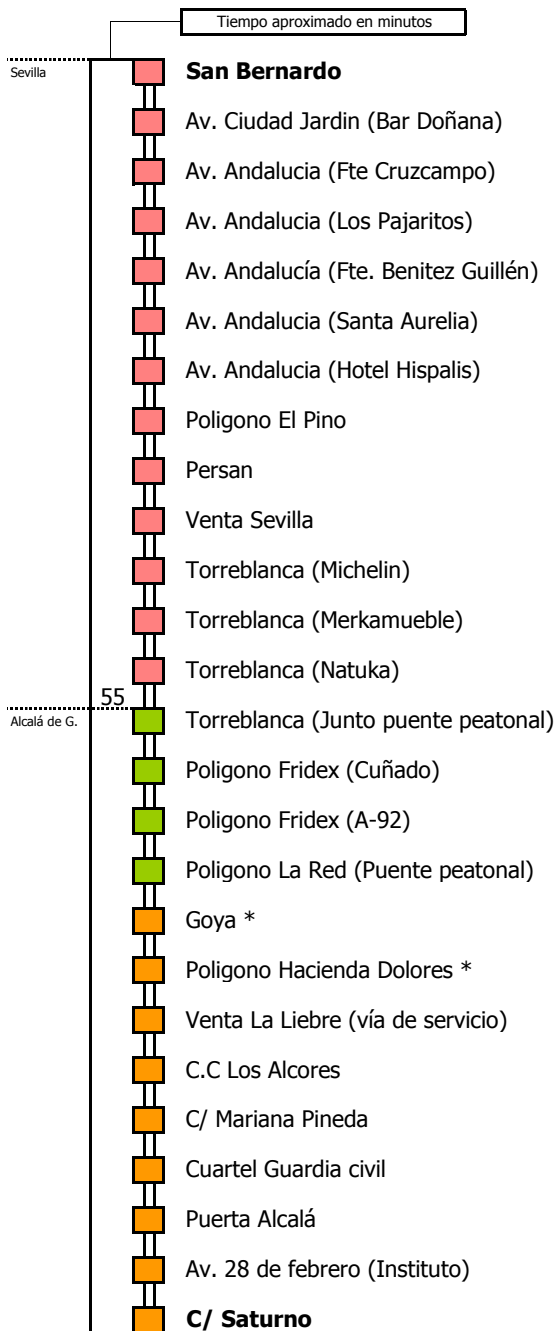 Tiempo aproximado en minutos
Sevilla
San Bernardo
Av. Ciudad Jardin (Bar Doñana)
Av. Andalucia (Fte Cruzcampo)
Av. Andalucia (Los Pajaritos)
Av. Andalucía (Fte. Benitez Guillén)
Av. Andalucia (Santa Aurelia)
Av. Andalucia (Hotel Hispalis)
Poligono El Pino
Persan
Venta Sevilla
Torreblanca (Michelin)
Torreblanca (Merkamueble)
Torreblanca (Natuka)
55
Alcalá de G.
Torreblanca (Junto puente peatonal)
Poligono Fridex (Cuñado)
Poligono Fridex (A-92)
Poligono La Red (Puente peatonal)
Goya *
Poligono Hacienda Dolores *
Venta La Liebre (vía de servicio)
C.C Los Alcores
C/ Mariana Pineda
Cuartel Guardia civil
Puerta Alcalá
Av. 28 de febrero (Instituto)
C/ Saturno